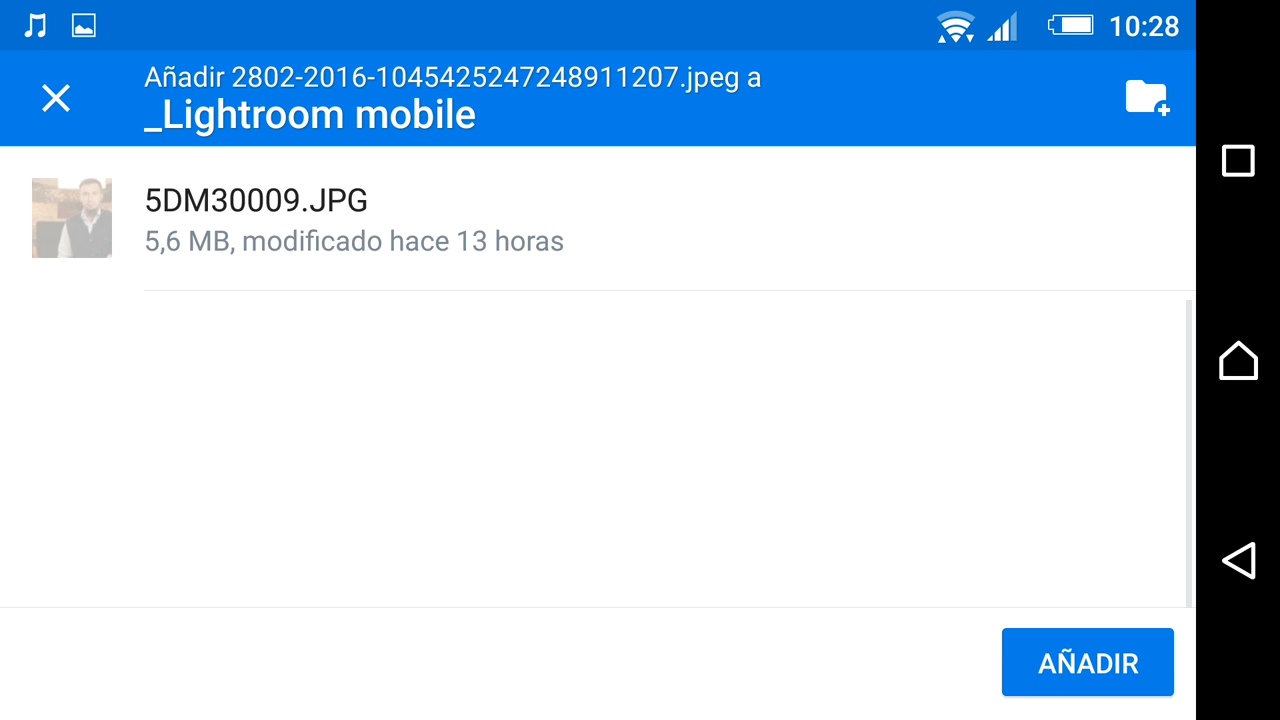 10:28
Añadir 2802-2016-1045425247248911207.jpeg a
_Lightroom mobile
5DM30009.JPG
5,6 MB, modificado hace 13 horas
AÑADIR